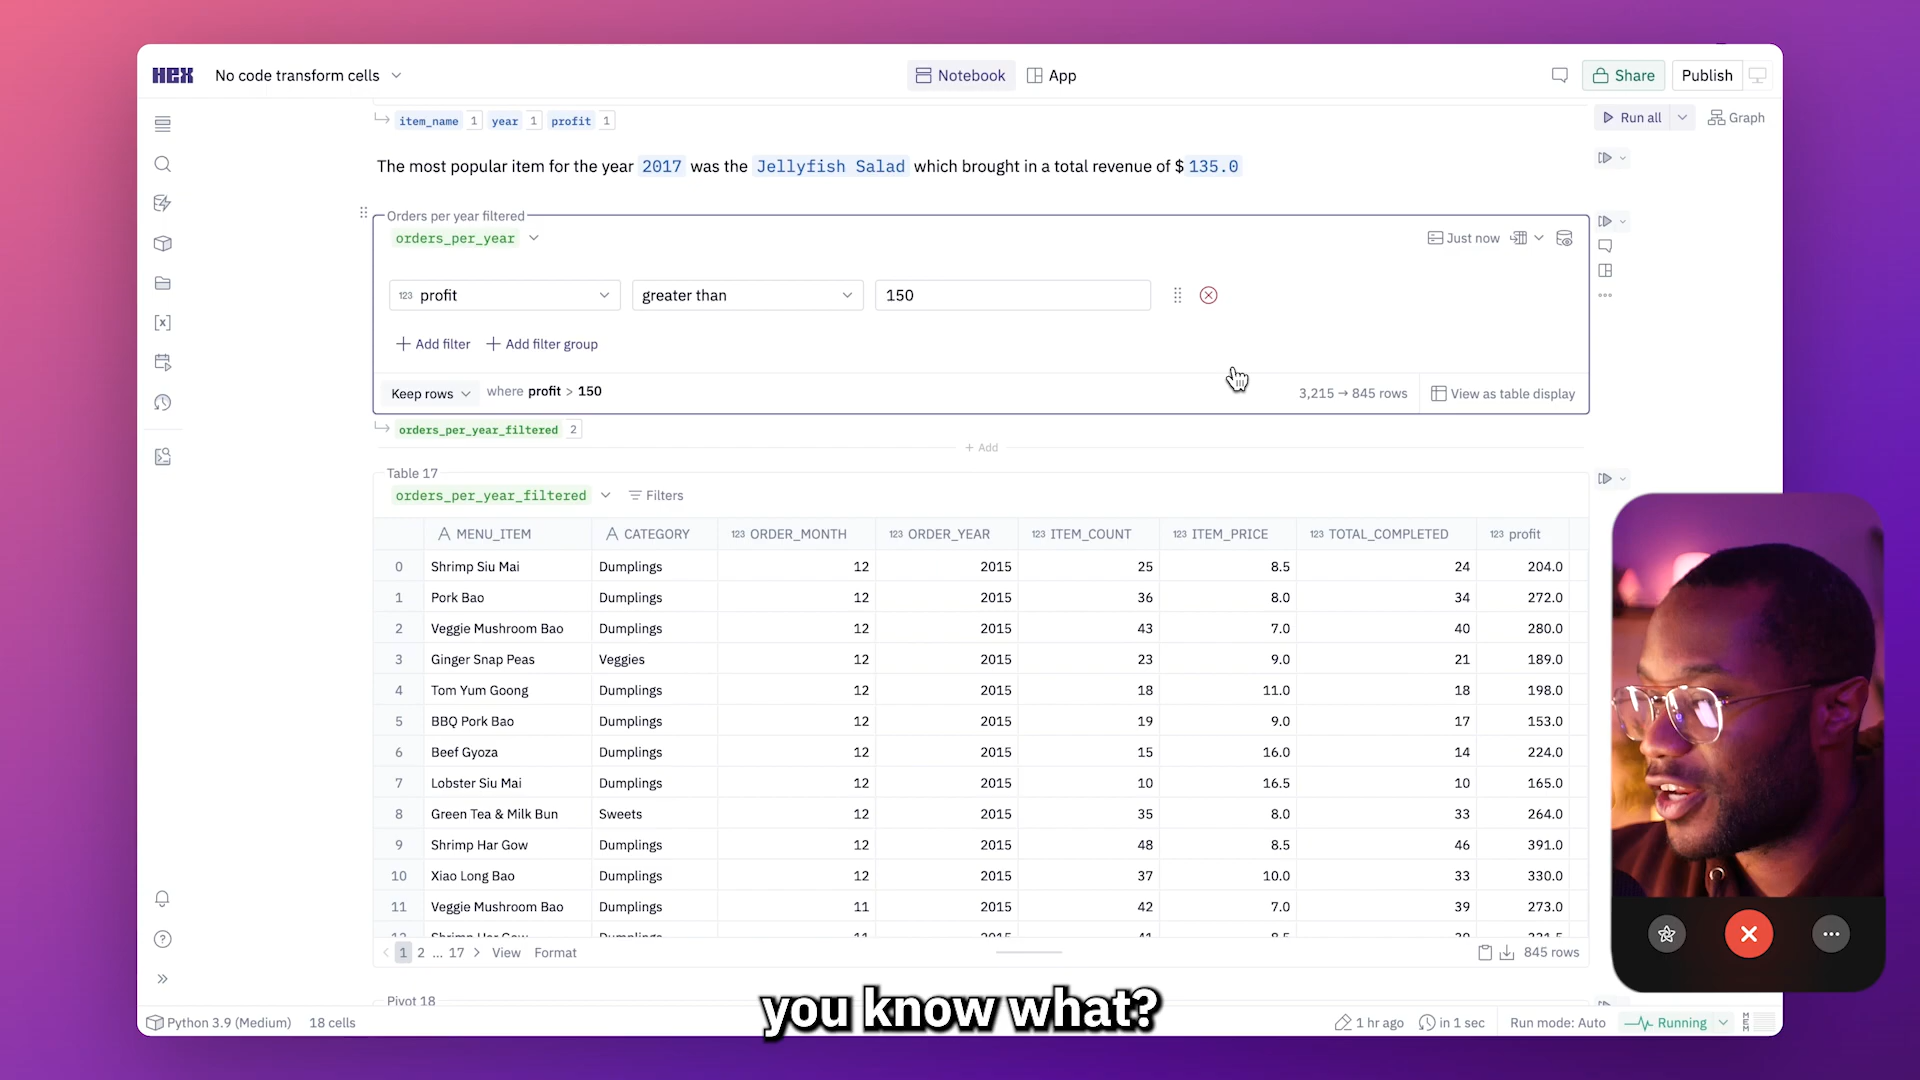 HEX
No code transform cells
Notebook
App
Share
Publish
item_name 1 year 1 profit 1
Run all
Graph
The most popular item for the year 2017 was the Jellyfish Salad which brought in a total revenue of $ 135.0
Orders per year filtered
orders_per_year
Just now
123 profit
greater than
150
Add filter
Add filter group
Keep rows
where profit > 150
3,215 → 845 rows
View as table display
orders_per_year_filtered 2
+ Add
Table 17
orders_per_year_filtered
Filters
MENU_ITEM CATEGORY 123 ORDER_MONTH 123 ORDER_YEAR 123 ITEM_COUNT 123 ITEM_PRICE 123 TOTAL_COMPLETED 123 profit
0 Shrimp Siu Mai Dumplings 12 2015 25 8.5 24 204.0
1 Pork Bao Dumplings 12 2015 36 8.0 34 272.0
2 Veggie Mushroom Bao Dumplings 12 2015 43 7.0 40 280.0
3 Ginger Snap Peas Veggies 12 2015 23 9.0 21 189.0
4 Tom Yum Goong Dumplings 12 2015 18 11.0 18 198.0
5 BBQ Pork Bao Dumplings 12 2015 19 9.0 17 153.0
6 Beef Gyoza Dumplings 12 2015 15 16.0 14 224.0
7 Lobster Siu Mai Dumplings 12 2015 10 16.5 10 165.0
8 Green Tea & Milk Bun Sweets 12 2015 35 8.0 33 264.0
9 Shrimp Har Gow Dumplings 12 2015 48 8.5 46 391.0
10 Xiao Long Bao Dumplings 12 2015 37 10.0 33 330.0
11 Veggie Mushroom Bao Dumplings 11 2015 42 7.0 39 273.0
1 2 ... 17 View Format
845 rows
Pivot 18
you know what?
Python 3.9 (Medium)
18 cells
1 hr ago
in 1 sec
Run mode: Auto
Running
MEM